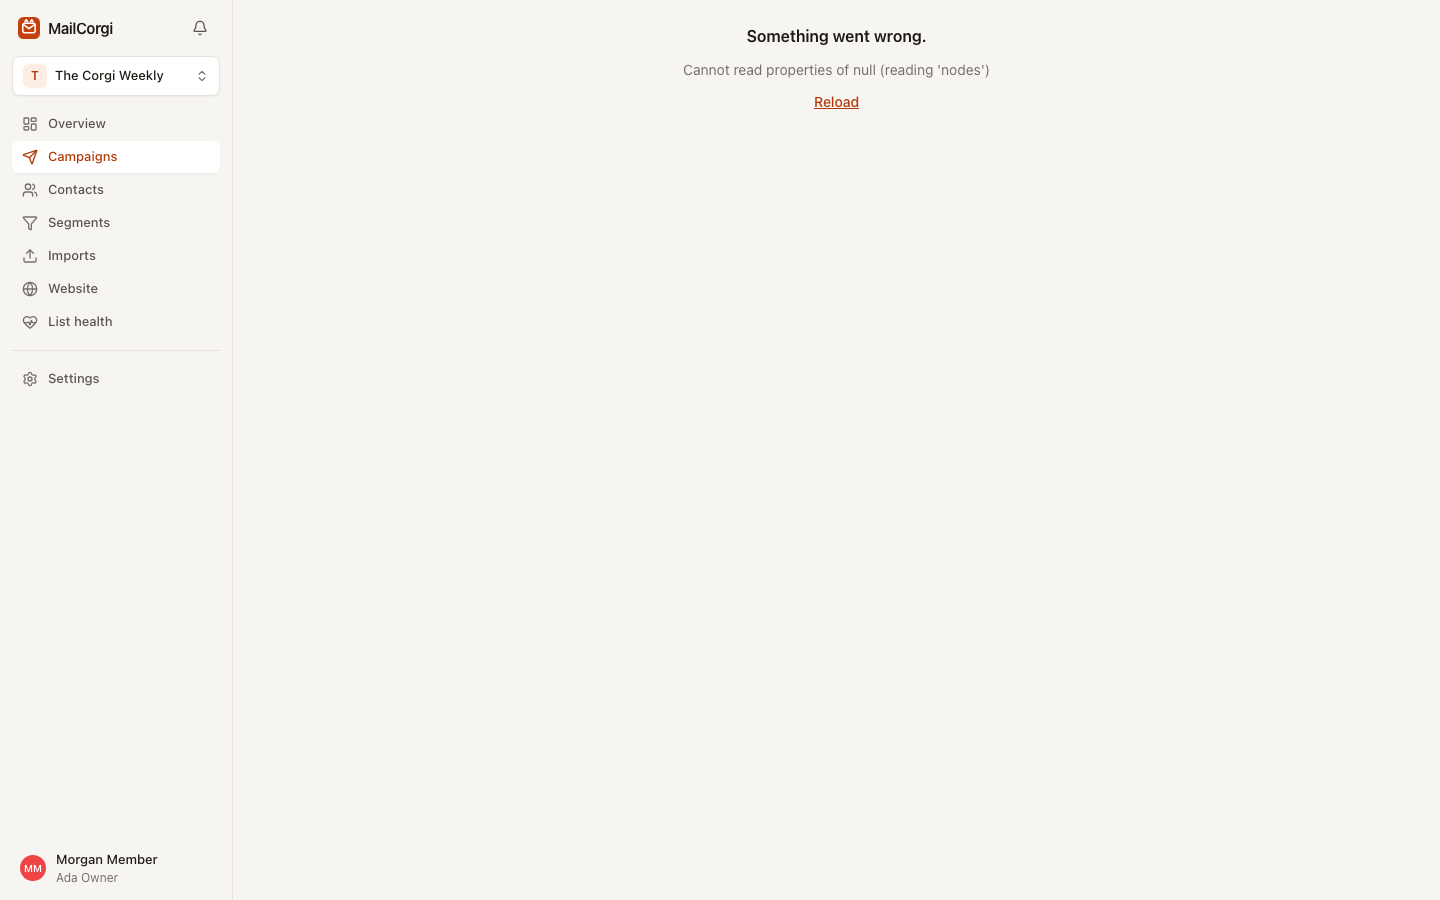 MailCorgi
T
The Corgi Weekly
Overview
Campaigns
Contacts
Segments
Imports
Website
List health
Settings
MM
Morgan Member
Ada Owner
Something went wrong.
Cannot read properties of null (reading 'nodes')
Reload